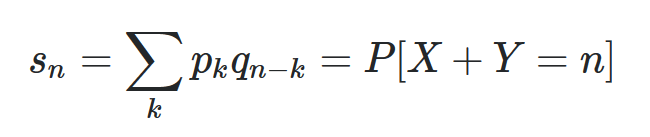 s_n = \sum_k p_k q_{n-k} = P[X + Y = n]